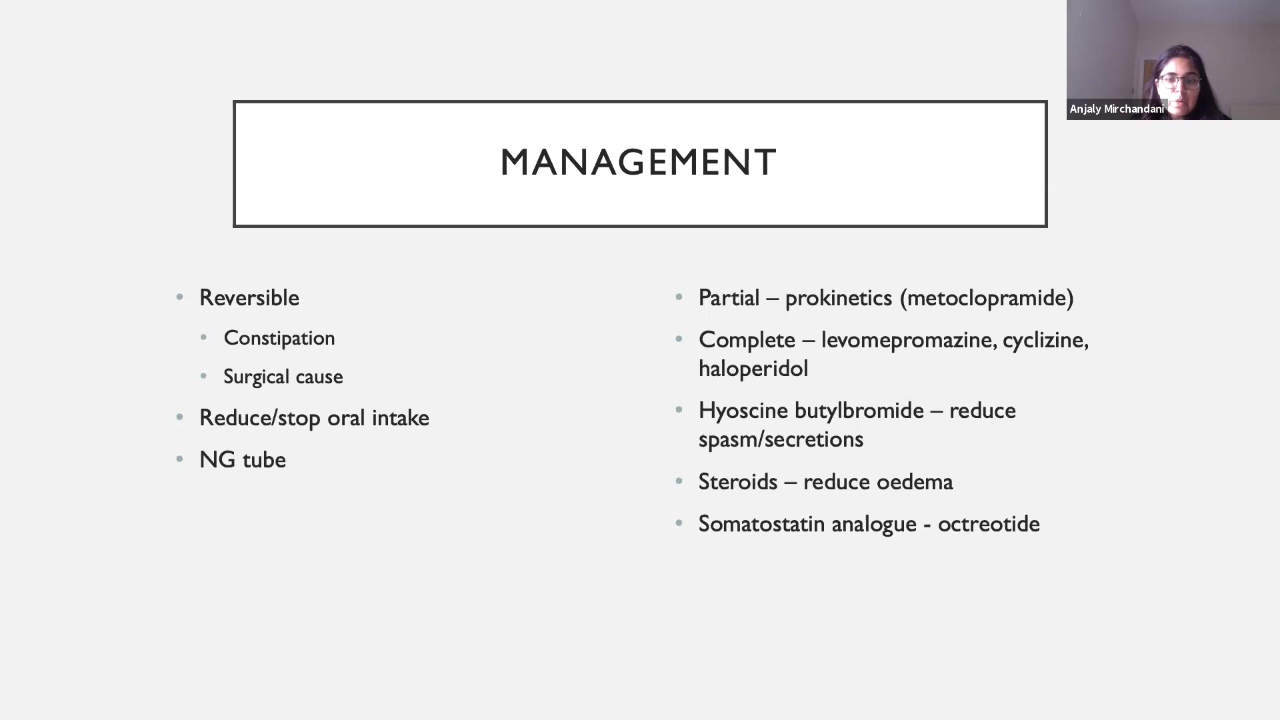 Anjaly Mirchandani
MANAGEMENT
• Reversible
• Constipation
• Surgical cause
• Reduce/stop oral intake
• NG tube
• Partial – prokinetics (metoclopramide)
• Complete – levomepromazine, cyclizine,
haloperidol
• Hyoscine butylbromide – reduce
spasm/secretions
• Steroids – reduce oedema
• Somatostatin analogue - octreotide